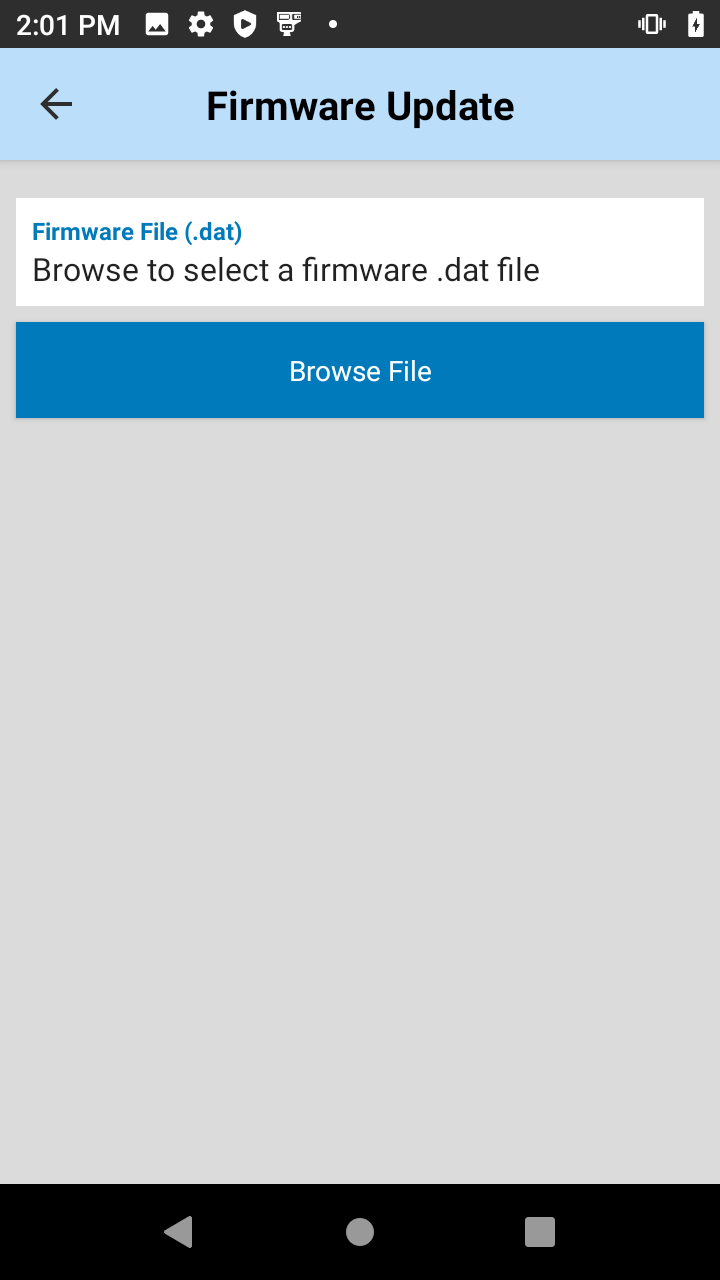 2:01 PM
Firmware Update
Firmware File (.dat)
Browse to select a firmware .dat file
Browse File